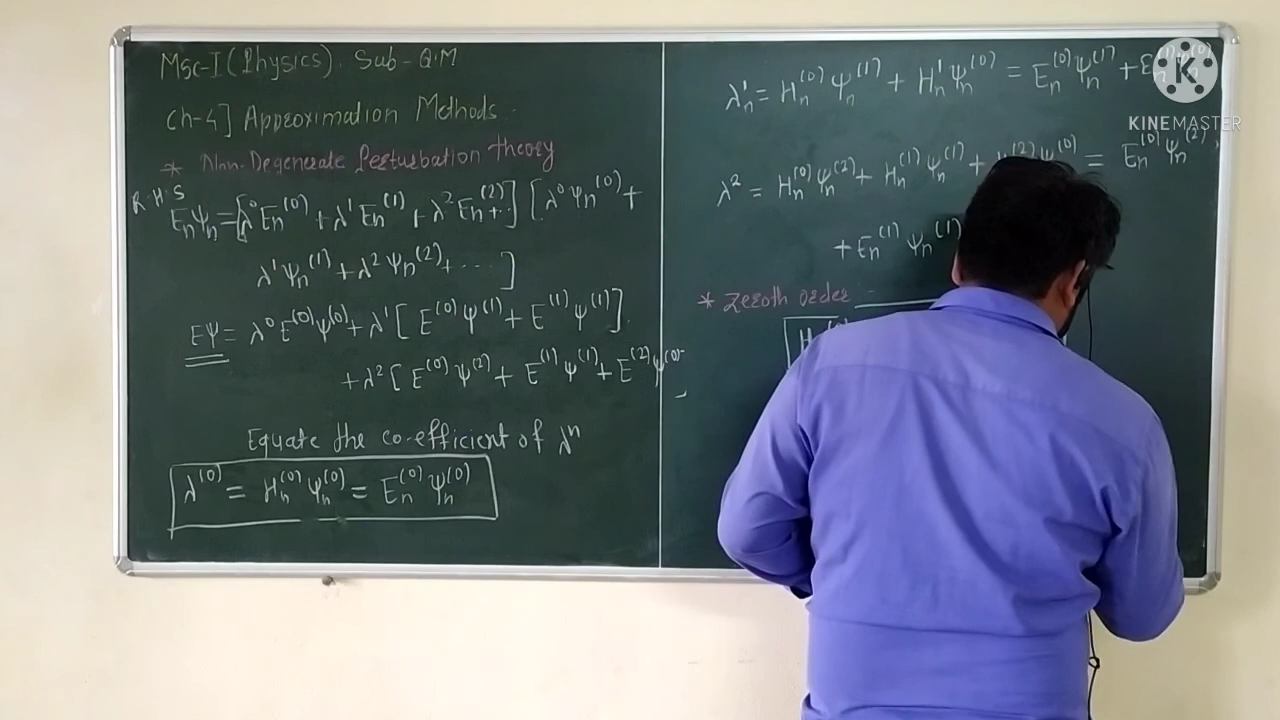 Msc-I (Physics). Sub - Q.M
Ch-4] Approximation Methods.
* Non-Degenerate Perturbation theory
R.H.S
Eₙψₙ = [λ⁰Eₙ⁽⁰⁾ + λ¹Eₙ⁽¹⁾ + λ²Eₙ⁽²⁾+..] [λ⁰ψₙ⁽⁰⁾ +
λ¹ψₙ⁽¹⁾ + λ²ψₙ⁽²⁾ + ....]
Eψ = λ⁰E⁽⁰⁾ψ⁽⁰⁾ + λ¹[E⁽⁰⁾ψ⁽¹⁾ + E⁽¹⁾ψ⁽¹⁾].
+ λ²[E⁽⁰⁾ψ⁽²⁾ + E⁽¹⁾ψ⁽¹⁾ + E⁽²⁾ψ⁽⁰⁾
Equate the co-efficient of λⁿ
λ⁽⁰⁾ = Hₙ⁽⁰⁾ψₙ⁽⁰⁾ = Eₙ⁽⁰⁾ψₙ⁽⁰⁾
λₙ¹ = Hₙ⁽⁰⁾ψₙ⁽¹⁾ + H¹ψₙ⁽⁰⁾ = Eₙ⁽⁰⁾ψₙ⁽¹⁾ +
λ² = Hₙ⁽⁰⁾ψₙ⁽²⁾ + Hₙ⁽¹⁾ψₙ⁽¹⁾ + ψₙ⁽⁰⁾ = Eₙ⁽⁰⁾ψₙ⁽²⁾
+ Eₙ⁽¹⁾ψₙ⁽¹⁾
* Zeroth order :-
KINEMASTER